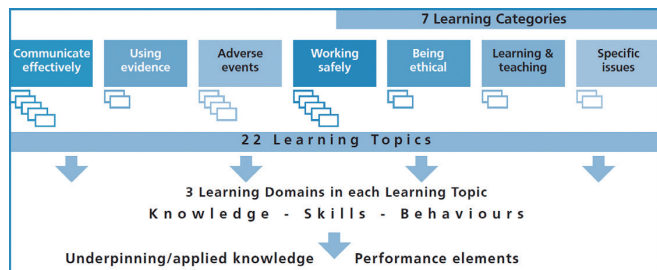 7 Learning Categories
Communicate effectively
Using evidence
Adverse events
Working safely
Being ethical
Learning & teaching
Specific issues
22 Learning Topics
3 Learning Domains in each Learning Topic
Knowledge - Skills - Behaviours
Underpinning/applied knowledge
Performance elements